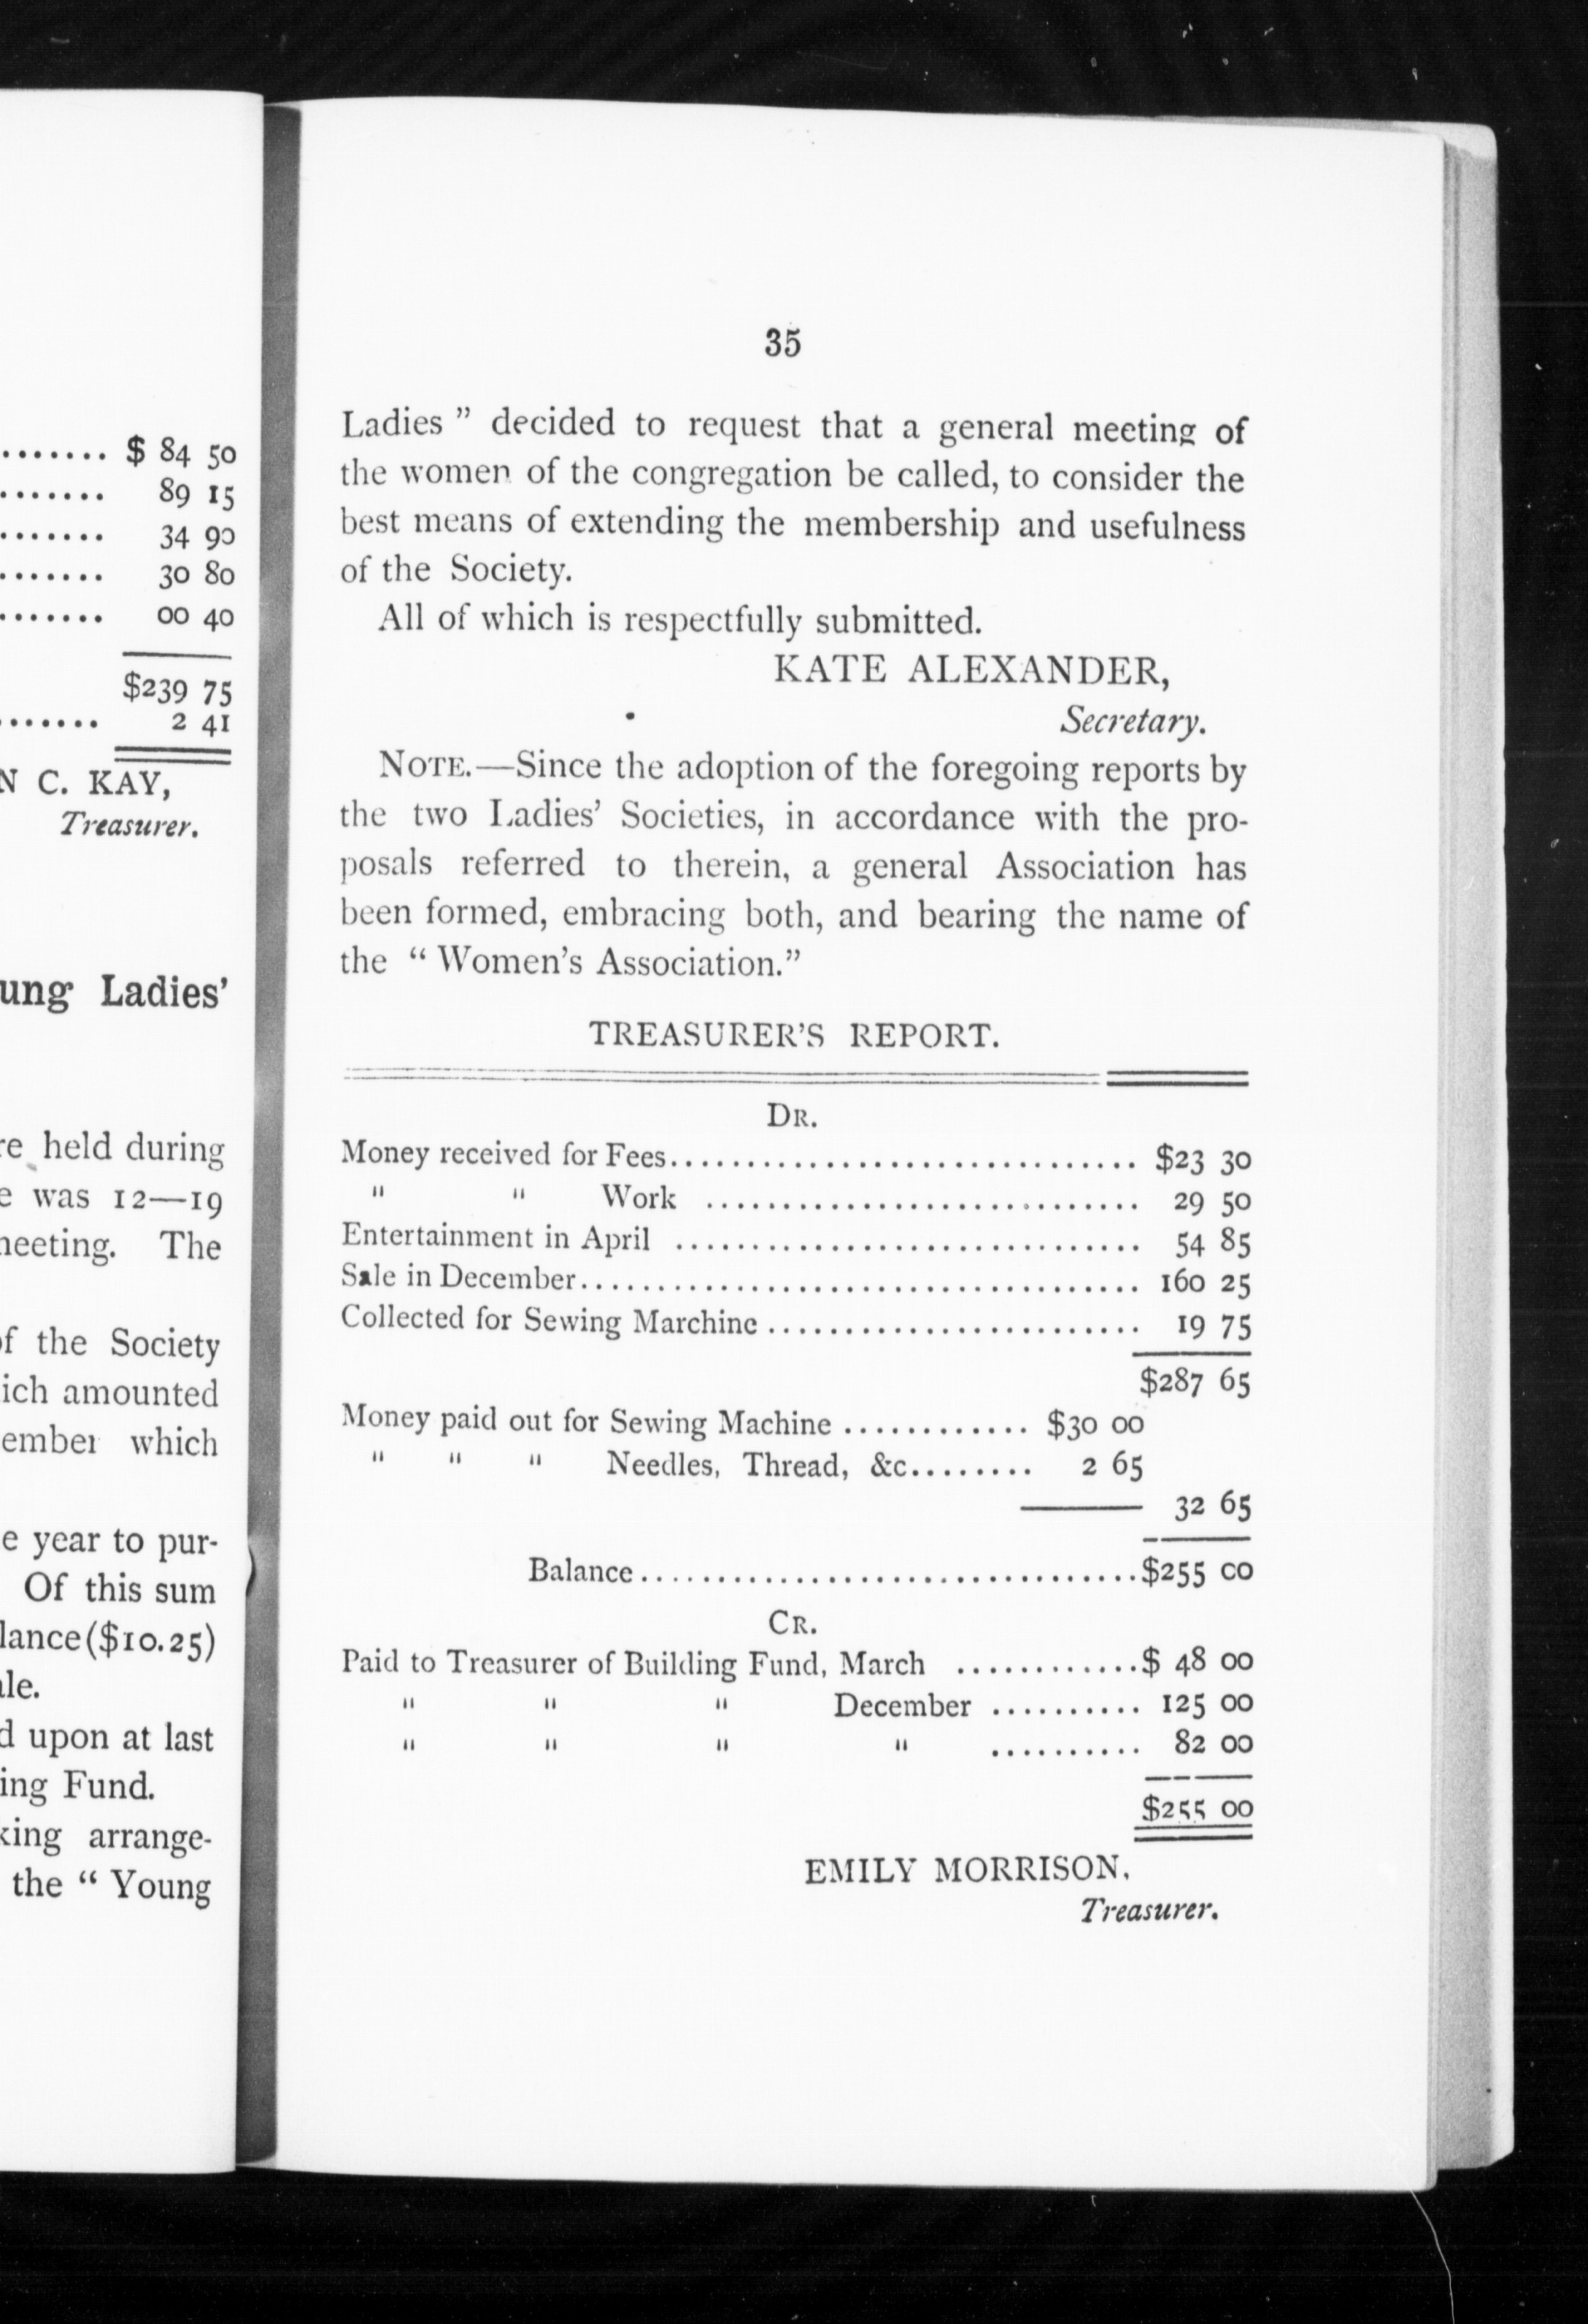 $ 84 50
89 15
34 90
30 80
00 40
$239 75
2 41
N C. KAY,
Treasurer.
ung Ladies'
re held during
e was 12—19
neeting. The
of the Society
ich amounted
ember which
e year to pur-
Of this sum
lance ($10.25)
ale.
d upon at last
ing Fund.
king arrange-
the “ Young
35
Ladies ” decided to request that a general meeting of
the women of the congregation be called, to consider the
best means of extending the membership and usefulness
of the Society.
All of which is respectfully submitted.
KATE ALEXANDER,
Secretary.
NOTE.—Since the adoption of the foregoing reports by
the two Ladies’ Societies, in accordance with the pro-
posals referred to therein, a general Association has
been formed, embracing both, and bearing the name of
the “ Women’s Association.”
TREASURER’S REPORT.
DR.
Money received for Fees.............................. $23 30
" " Work ............................ 29 50
Entertainment in April .............................. 54 85
Sale in December.................................... 160 25
Collected for Sewing Marchine ........................ 19 75
$287 65
Money paid out for Sewing Machine ............ $30 00
" " " Needles, Thread, &c........ 2 65
32 65
Balance................................$255 00
CR.
Paid to Treasurer of Building Fund, March ............$ 48 00
" " " December .......... 125 00
" " " " .......... 82 00
$255 00
EMILY MORRISON,
Treasurer.